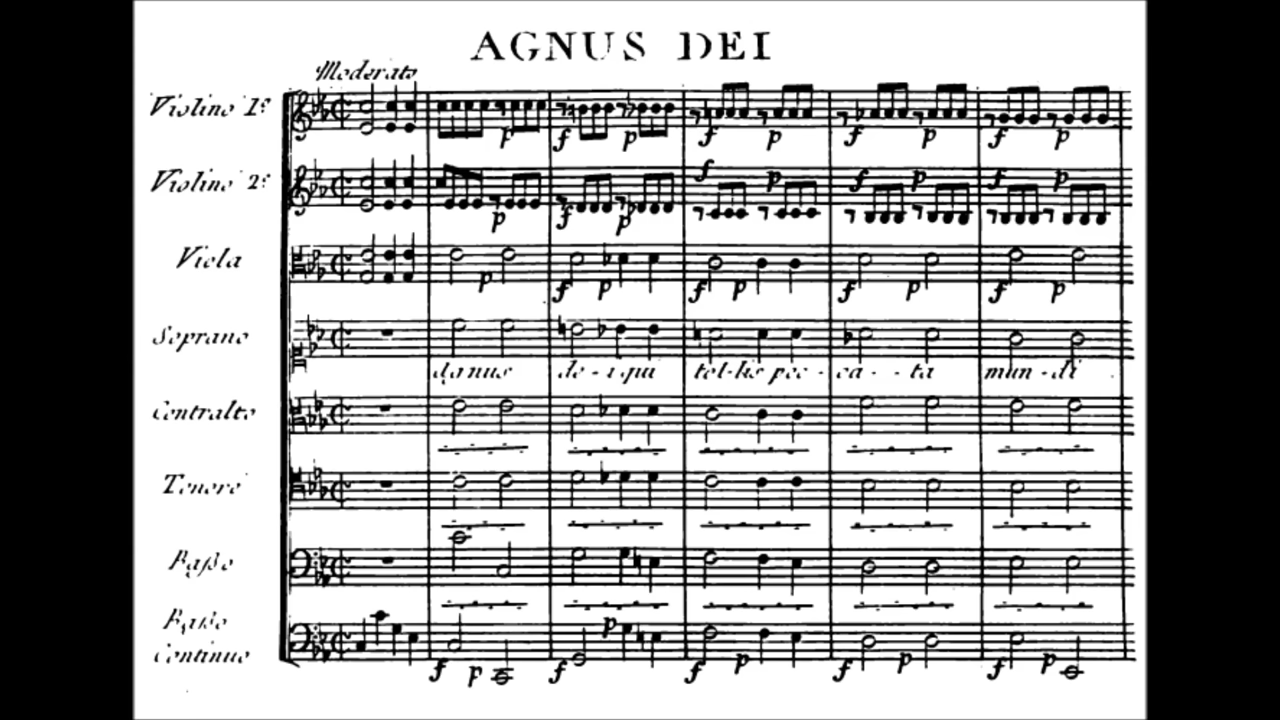 AGNUS DEI
Moderato
Violino 1º
p f p f p f p f p
Violino 2º
f p f p f p
p f p
Viola
p f p f p f p f p
Soprano
agnus de-i qui tol-lis pec-ca--ta mun-di
Contralto
Tenore
Baſso
Baſso
Continuo
p
f p f f p f p f p